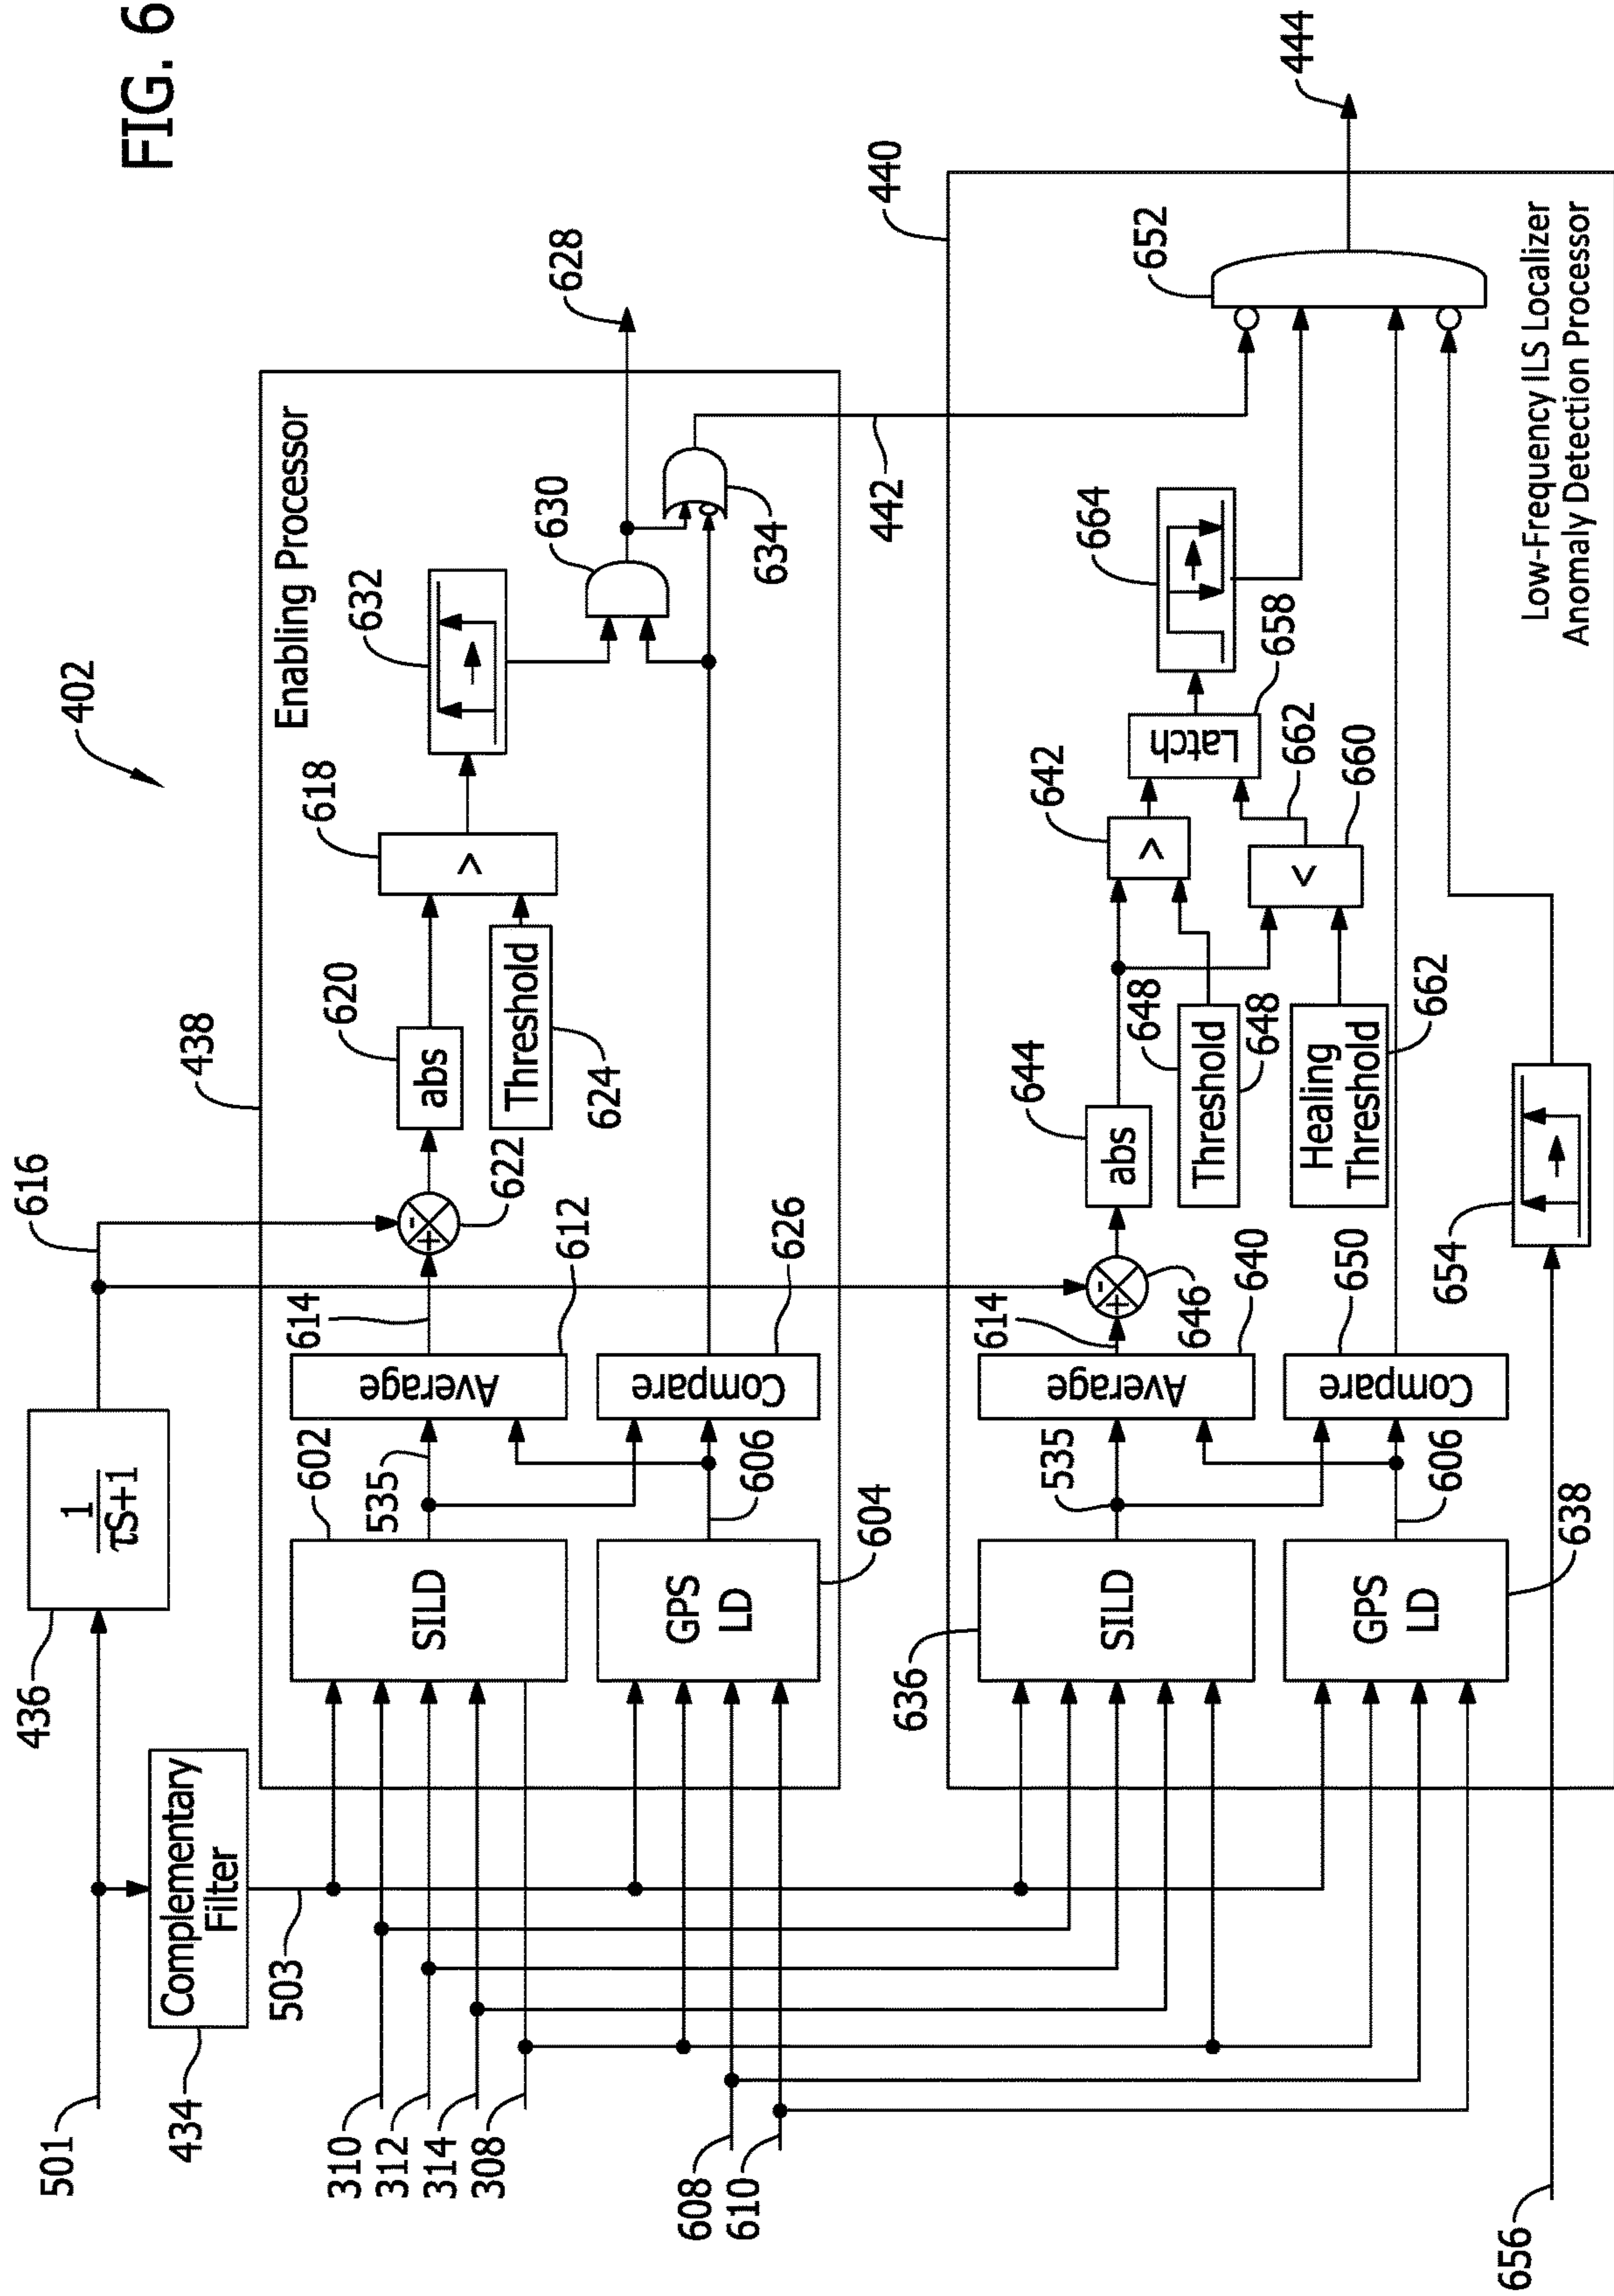 FIG. 6
402
501
436
1
τS+1
616
434
Complementary
Filter
503
438
Enabling Processor
310
312
314
308
608
610
602
SILD
535
614
Average
612
622
abs
620
Threshold
624
618
632
630
628
634
GPS
LD
604
606
Compare
626
442
440
636
SILD
535
614
Average
640
646
abs
644
648
Threshold
648
Healing
Threshold
662
642
660
662
Latch
658
664
652
444
GPS
LD
638
606
Compare
650
654
656
Low-Frequency ILS Localizer
Anomaly Detection Processor